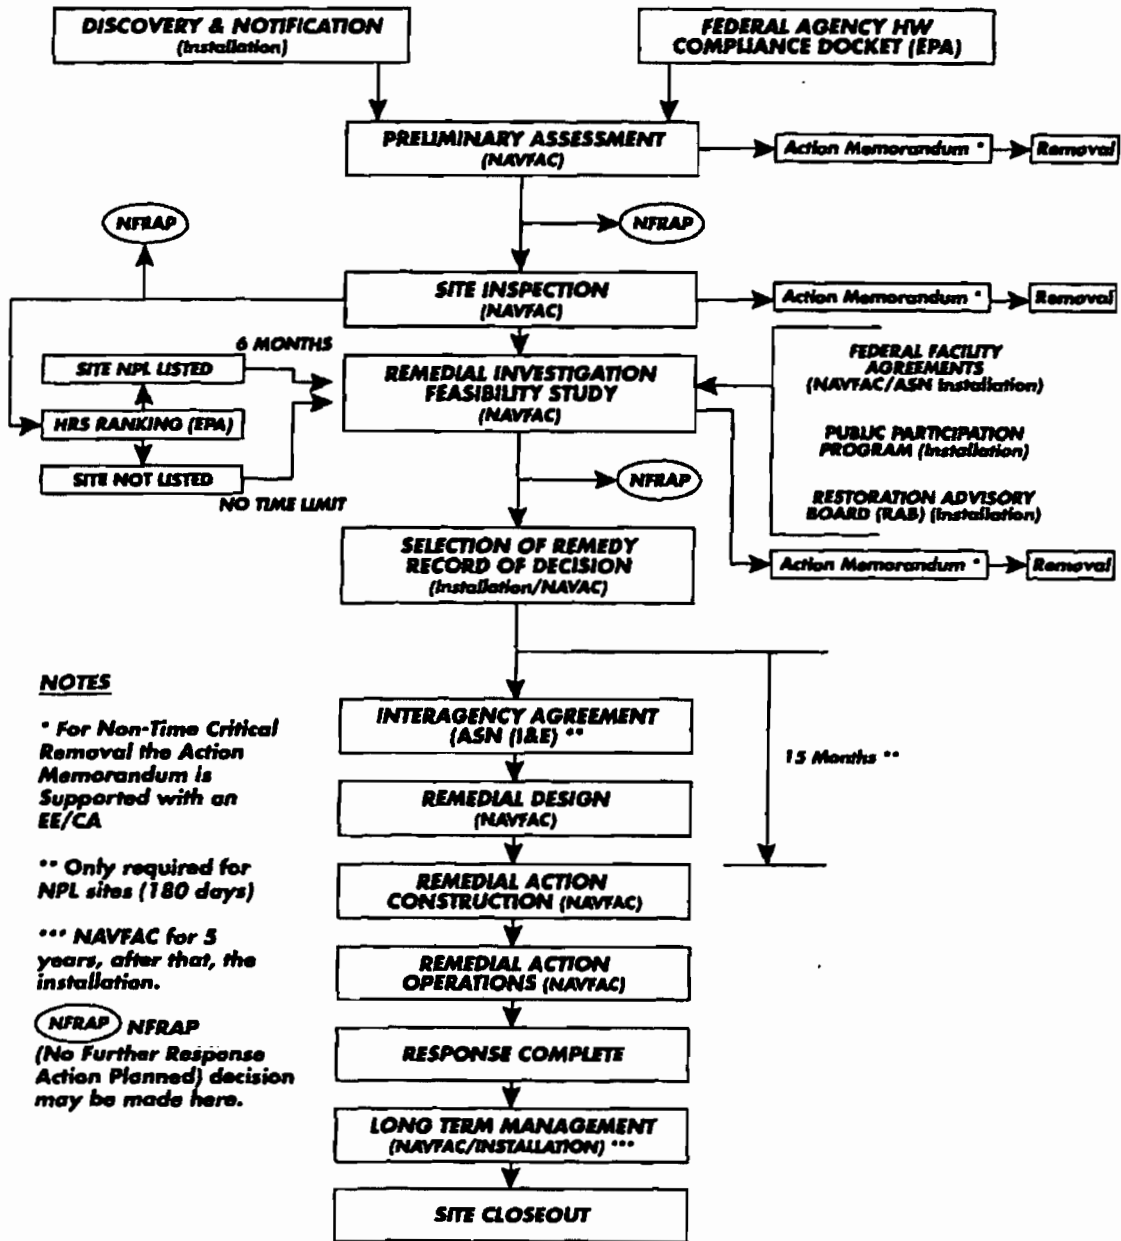 DISCOVERY & NOTIFICATION
(Installation)
FEDERAL AGENCY HW
COMPLIANCE DOCKET (EPA)
PRELIMINARY ASSESSMENT
(NAVFAC)
Action Memorandum *
Removal
NFRAP
NFRAP
SITE INSPECTION
(NAVFAC)
Action Memorandum *
Removal
6 MONTHS
SITE NPL LISTED
HRS RANKING (EPA)
SITE NOT LISTED
NO TIME LIMIT
REMEDIAL INVESTIGATION
FEASIBILITY STUDY
(NAVFAC)
FEDERAL FACILITY
AGREEMENTS
(NAVFAC/ASN Installation)
PUBLIC PARTICIPATION
PROGRAM (Installation)
RESTORATION ADVISORY
BOARD (RAB) (Installation)
NFRAP
Action Memorandum *
Removal
SELECTION OF REMEDY
RECORD OF DECISION
(Installation/NAVAC)
INTERAGENCY AGREEMENT
(ASN (I&E) **
15 Months **
REMEDIAL DESIGN
(NAVFAC)
REMEDIAL ACTION
CONSTRUCTION (NAVFAC)
REMEDIAL ACTION
OPERATIONS (NAVFAC)
RESPONSE COMPLETE
LONG TERM MANAGEMENT
(NAVFAC/INSTALLATION) ***
SITE CLOSEOUT
NOTES
* For Non-Time Critical
Removal the Action
Memorandum is
Supported with an
EE/CA
** Only required for
NPL sites (180 days)
*** NAVFAC for 5
years, after that, the
installation.
NFRAP NFRAP
(No Further Response
Action Planned) decision
may be made here.